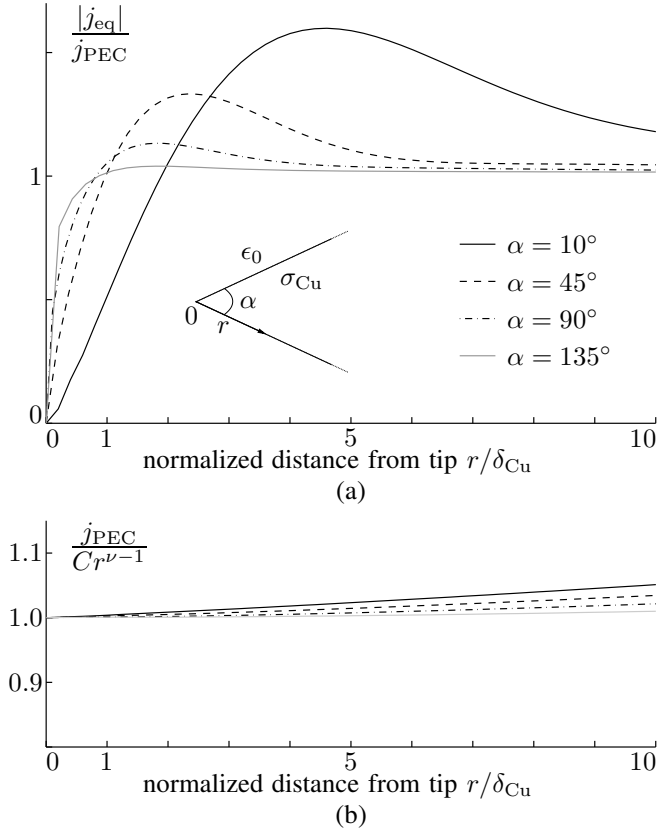 |j_eq|
j_PEC
1
0
ϵ_0
σ_Cu
0
α
r
α = 10°
α = 45°
α = 90°
α = 135°
0 1 5 10
normalized distance from tip r/δ_Cu
(a)
j_PEC
Cr^{ν−1}
1.1
1.0
0.9
0 1 5 10
normalized distance from tip r/δ_Cu
(b)